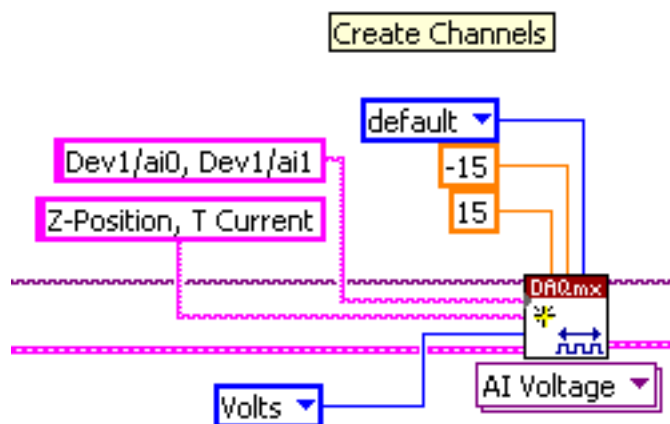 Create Channels
default
Dev1/ai0, Dev1/ai1
-15
15
Z-Position, T Current
DAQmx
AI Voltage
Volts